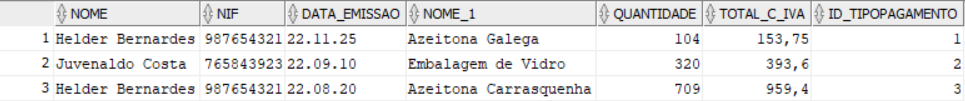 NOME NIF DATA_EMISSAO NOME_1 QUANTIDADE TOTAL_C_IVA ID_TIPOPAGAMENTO
1 Helder Bernardes 987654321 22.11.25 Azeitona Galega 104 153,75 1
2 Juvenaldo Costa 765843923 22.09.10 Embalagem de Vidro 320 393,6 2
3 Helder Bernardes 987654321 22.08.20 Azeitona Carrasquenha 709 959,4 3